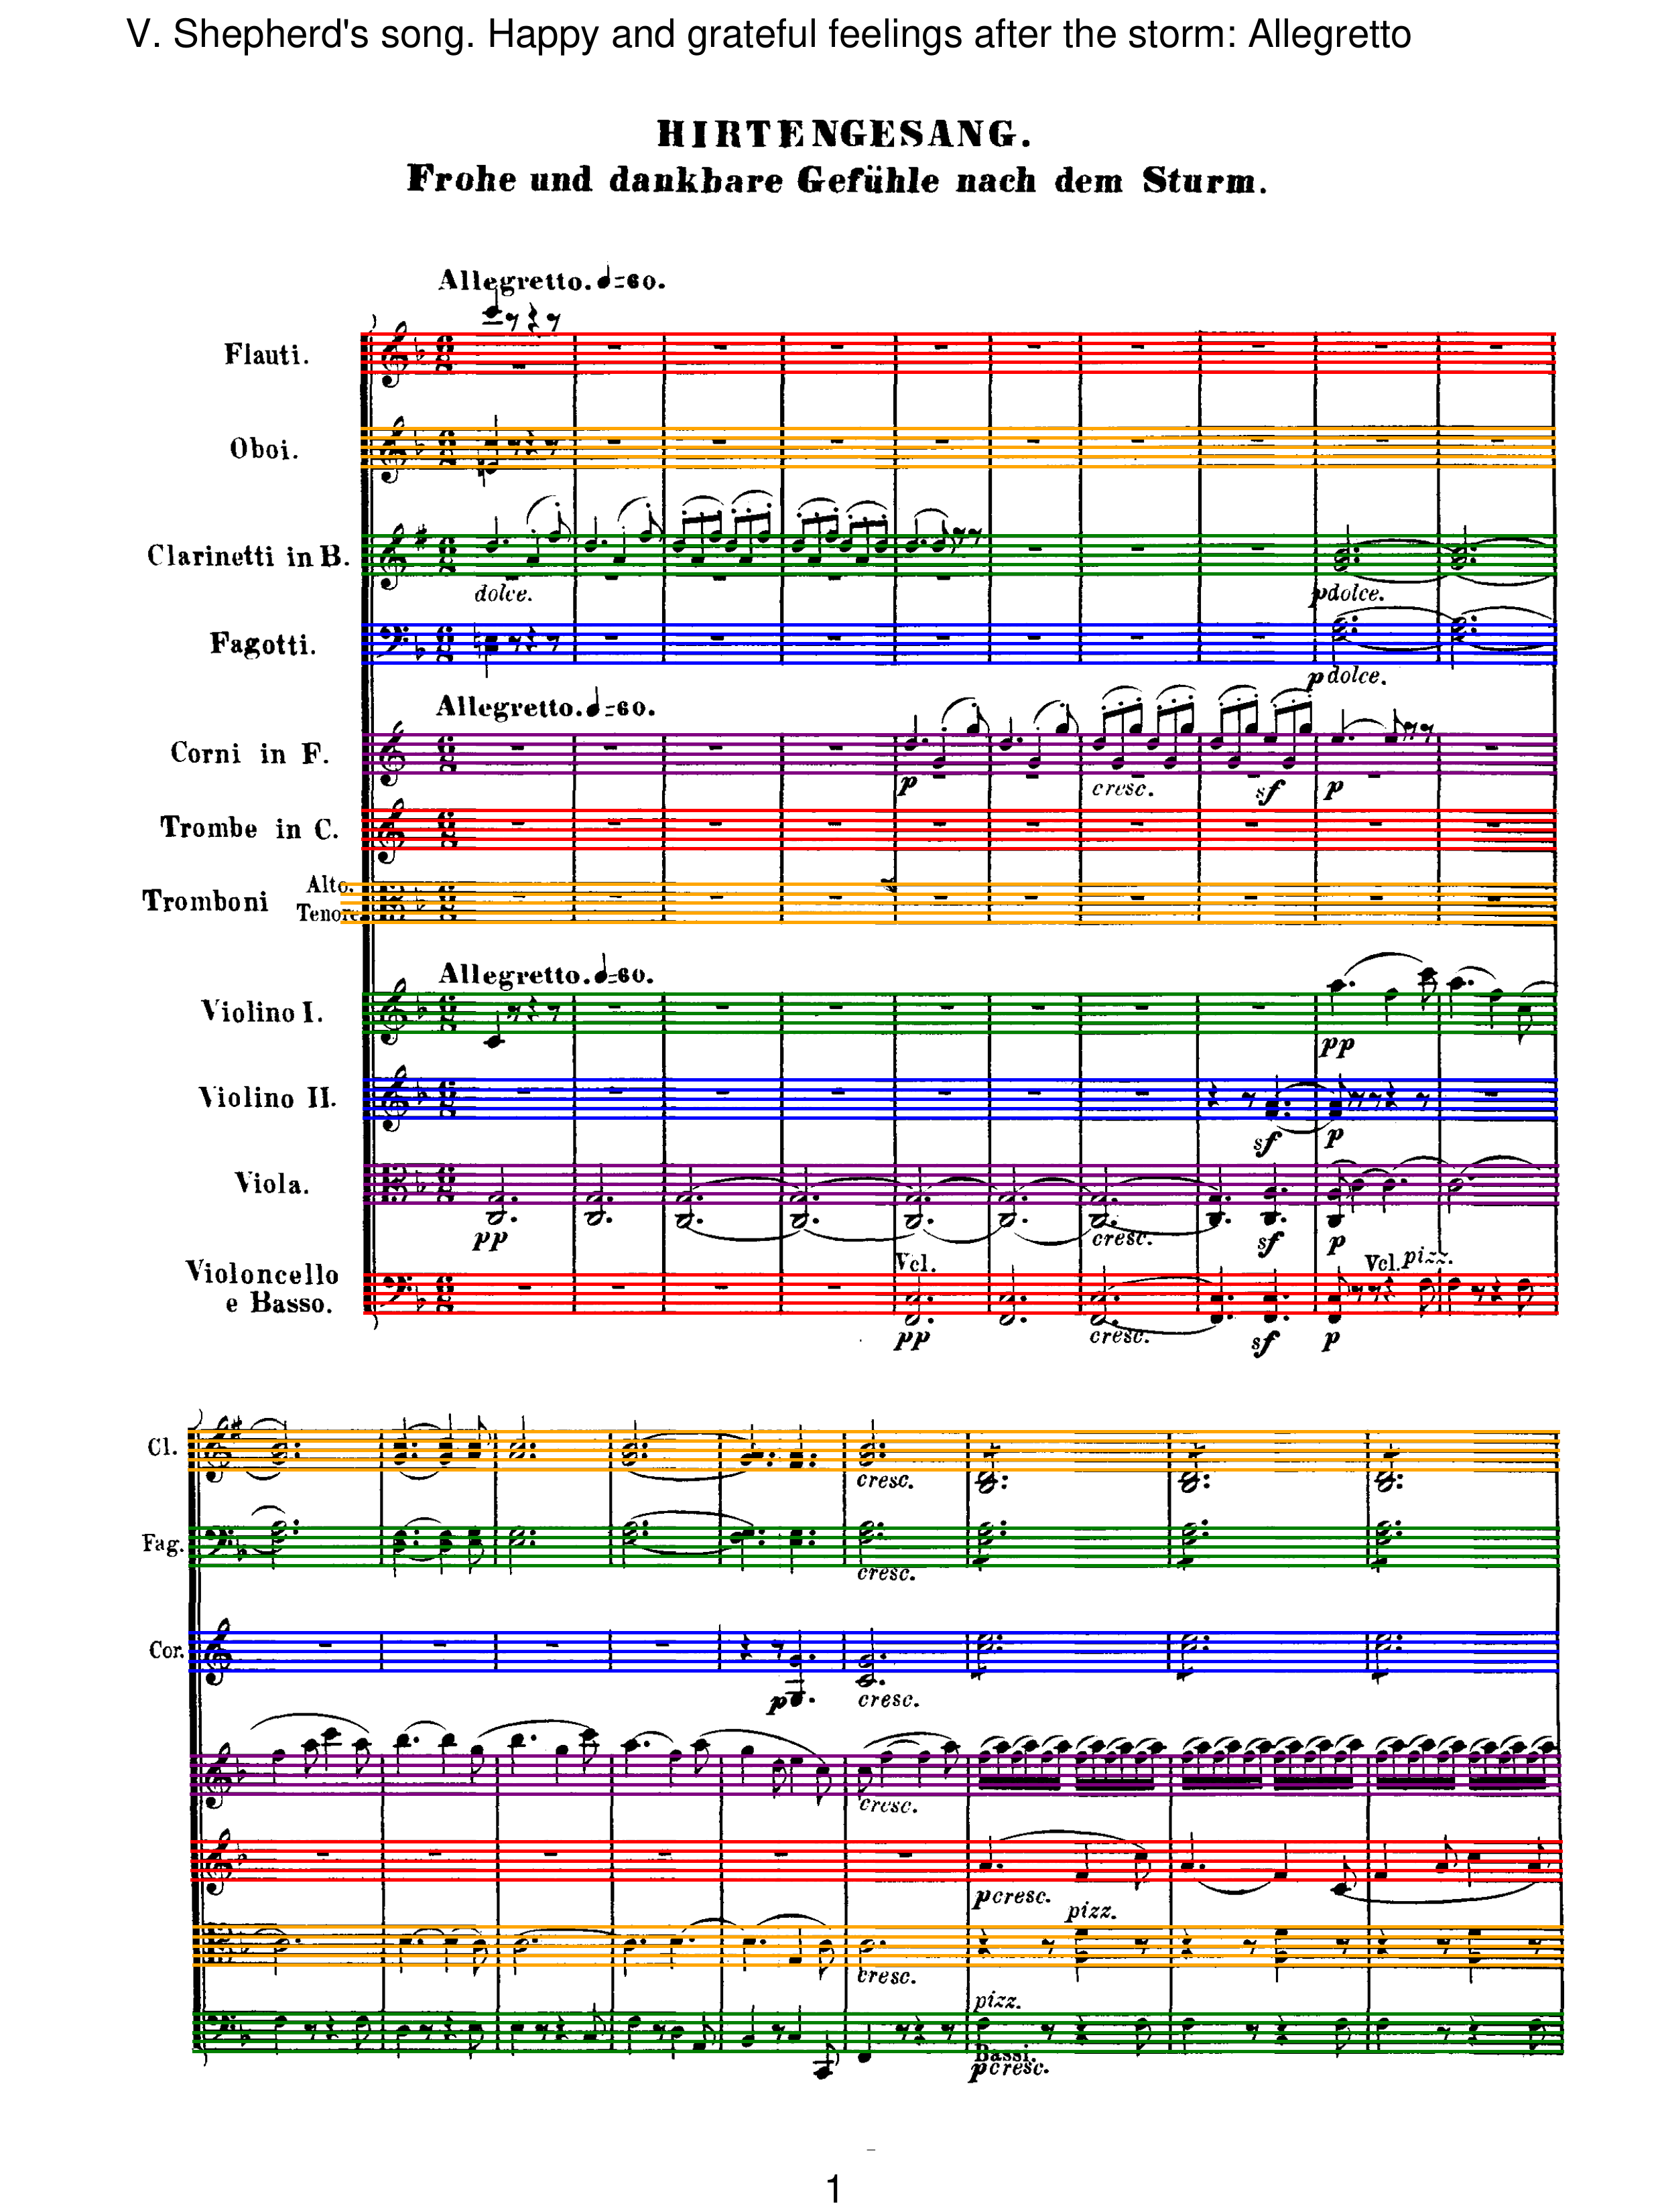 V. Shepherd's song. Happy and grateful feelings after the storm: Allegretto
HIRTENGESANG.
Frohe und dankbare Gefühle nach dem Sturm.
Allegretto. ♩=60.
Flauti.
Oboi.
Clarinetti in B.
dolce.
pdolce.
Fagotti.
p dolce.
Allegretto. ♩=60.
Corni in F.
p cresc. sf p
Trombe in C.
Tromboni Alto.
Tenore
Allegretto. ♩=60.
Violino I.
pp
Violino II.
sf p
Viola.
pp cresc. sf p
Vcl. Vcl. pizz.
Violoncello
e Basso.
pp cresc. sf p
Cl.
cresc.
Fag.
cresc.
Cor.
p cresc.
cresc.
pcresc.
pizz.
cresc.
pizz.
Bassi.
pcresc.
1